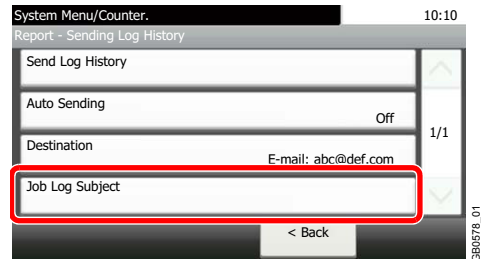 System Menu/Counter. 10:10
Report - Sending Log History
Send Log History
Auto Sending
Off
1/1
Destination
E-mail: abc@def.com
Job Log Subject
< Back
GB0578_01